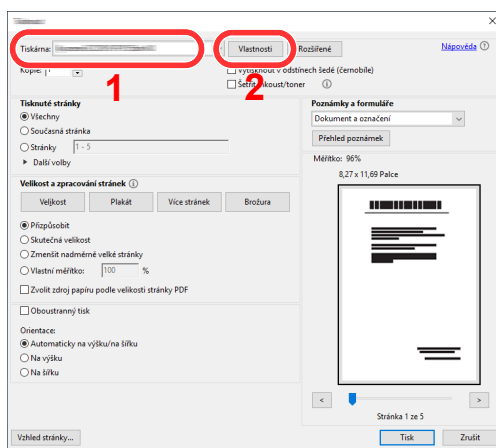 Tiskárna:
Vlastnosti
Rozšířené
Nápověda
Kopie: 1
Vytisknout v odstínech šedé (černobíle)
Šetřit inkoust/toner
1
2
Tisknuté stránky
Všechny
Současná stránka
Stránky 1 - 5
Další volby
Velikost a zpracování stránek
Velikost
Plakát
Více stránek
Brožura
Přizpůsobit
Skutečná velikost
Zmenšit nadměrné velké stránky
Vlastní měřítko: 100 %
Zvolit zdroj papíru podle velikosti stránky PDF
Oboustranný tisk
Orientace:
Automaticky na výšku/na šířku
Na výšku
Na šířku
Poznámky a formuláře
Dokument a označení
Přehled poznámek
Měřítko: 96%
8,27 x 11,69 Palce
<
>
Stránka 1 ze 5
Vzhled stránky...
Tisk
Zrušit